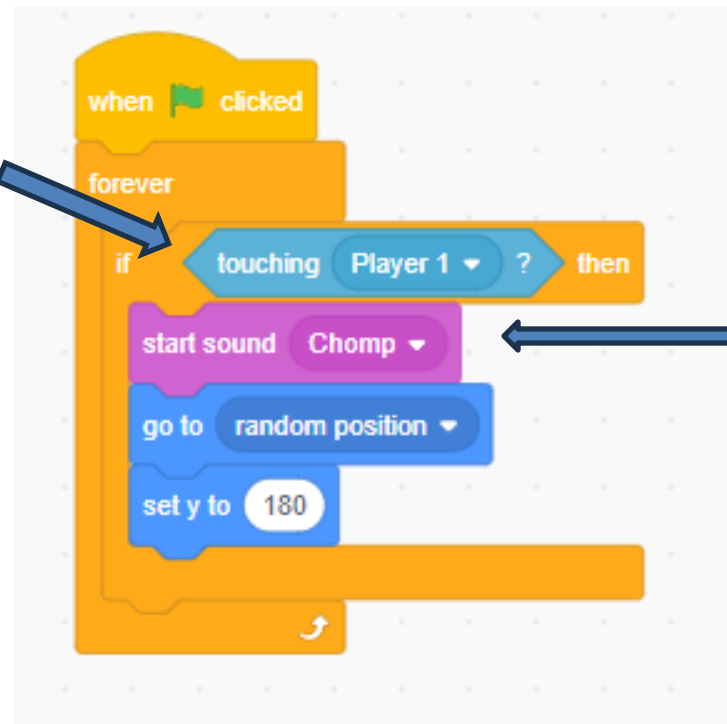 when clicked
forever
if touching Player 1 ? then
start sound Chomp
go to random position
set y to 180